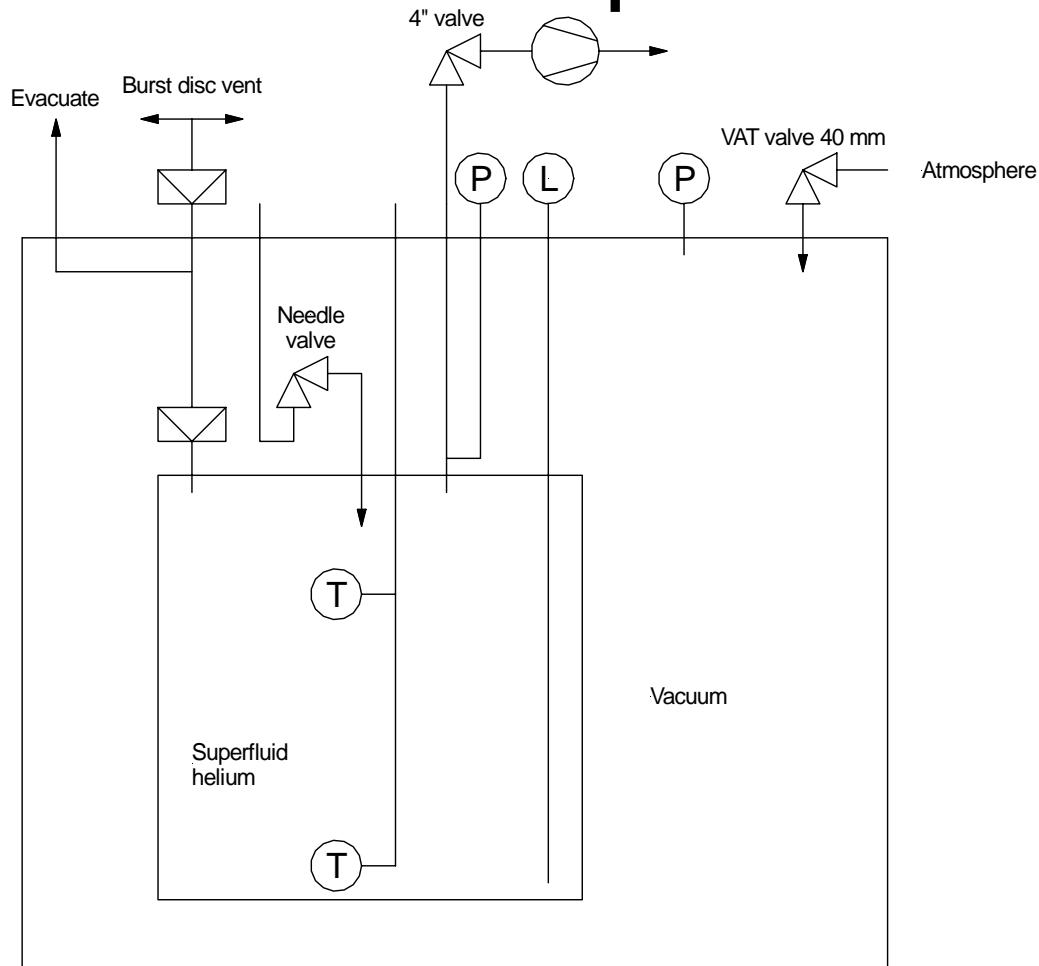 4" valve
Burst disc vent
Evacuate
VAT valve 40 mm
Atmosphere
P
L
P
Needle
valve
T
Vacuum
Superfluid
helium
T